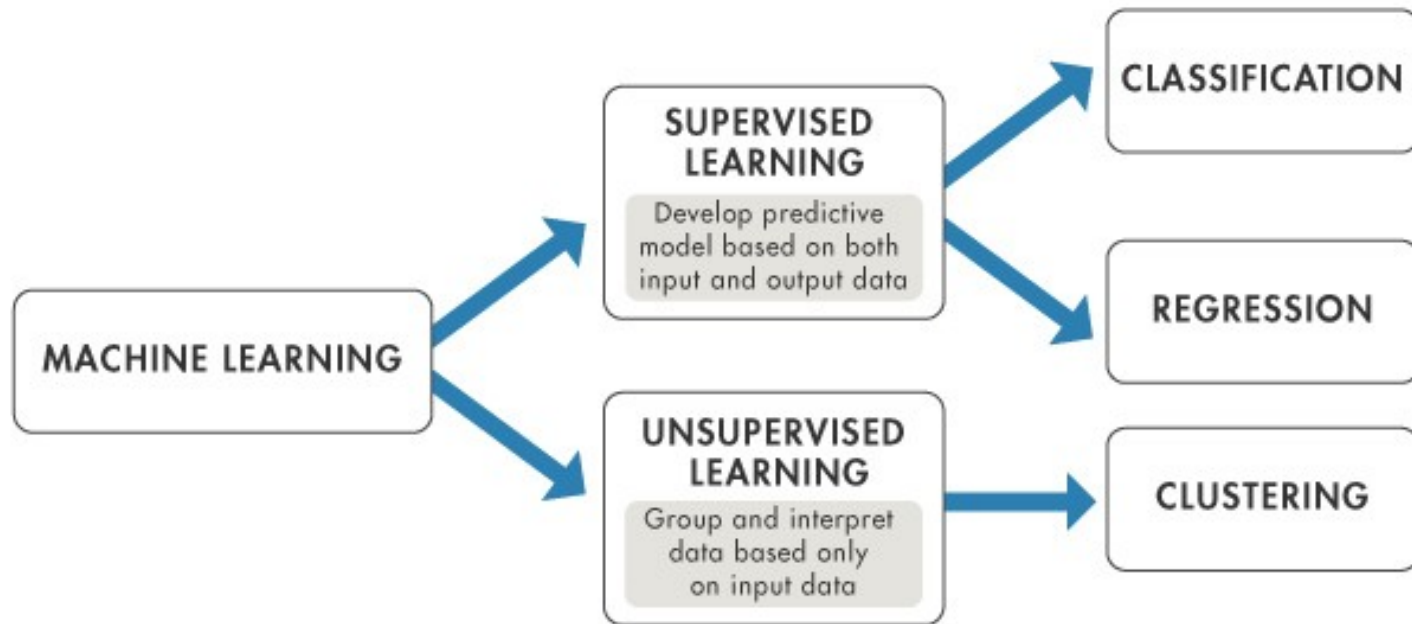 MACHINE LEARNING
SUPERVISED
LEARNING
Develop predictive
model based on both
input and output data
UNSUPERVISED
LEARNING
Group and interpret
data based only
on input data
CLASSIFICATION
REGRESSION
CLUSTERING